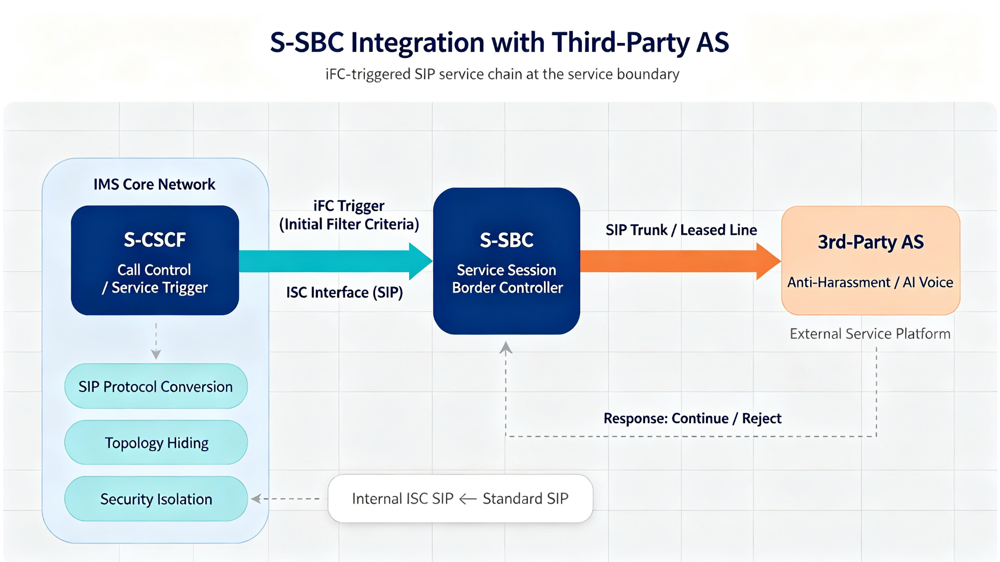 S-SBC Integration with Third-Party AS
iFC-triggered SIP service chain at the service boundary
IMS Core Network
S-CSCF
Call Control
/ Service Trigger
SIP Protocol Conversion
Topology Hiding
Security Isolation
iFC Trigger
(Initial Filter Criteria)
ISC Interface (SIP)
S-SBC
Service Session
Border Controller
SIP Trunk / Leased Line
3rd-Party AS
Anti-Harassment / AI Voice
External Service Platform
Response: Continue / Reject
Internal ISC SIP ← Standard SIP